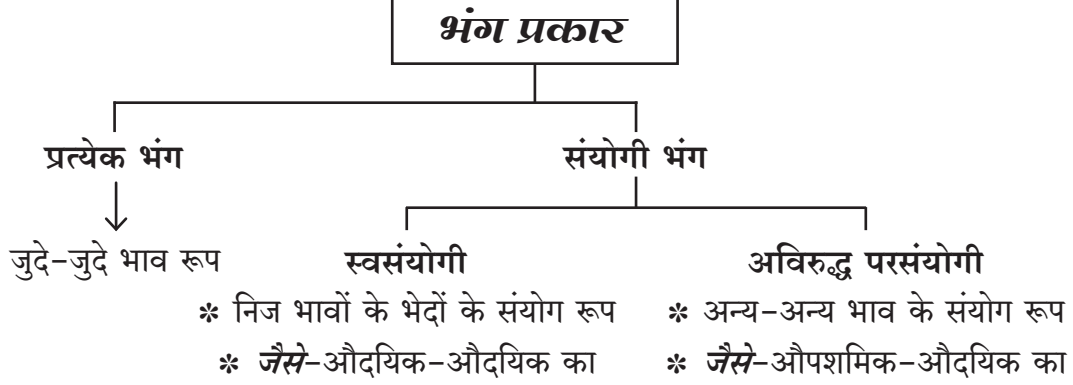 भंग प्रकार
प्रत्येक भंग
संयोगी भंग
जुदे-जुदे भाव रूप
स्वसंयोगी
अविरुद्ध परसंयोगी
* निज भावों के भेदों के संयोग रूप
* अन्य-अन्य भाव के संयोग रूप
* जैसे-औदयिक-औदयिक का
* जैसे-औपशमिक-औदयिक का